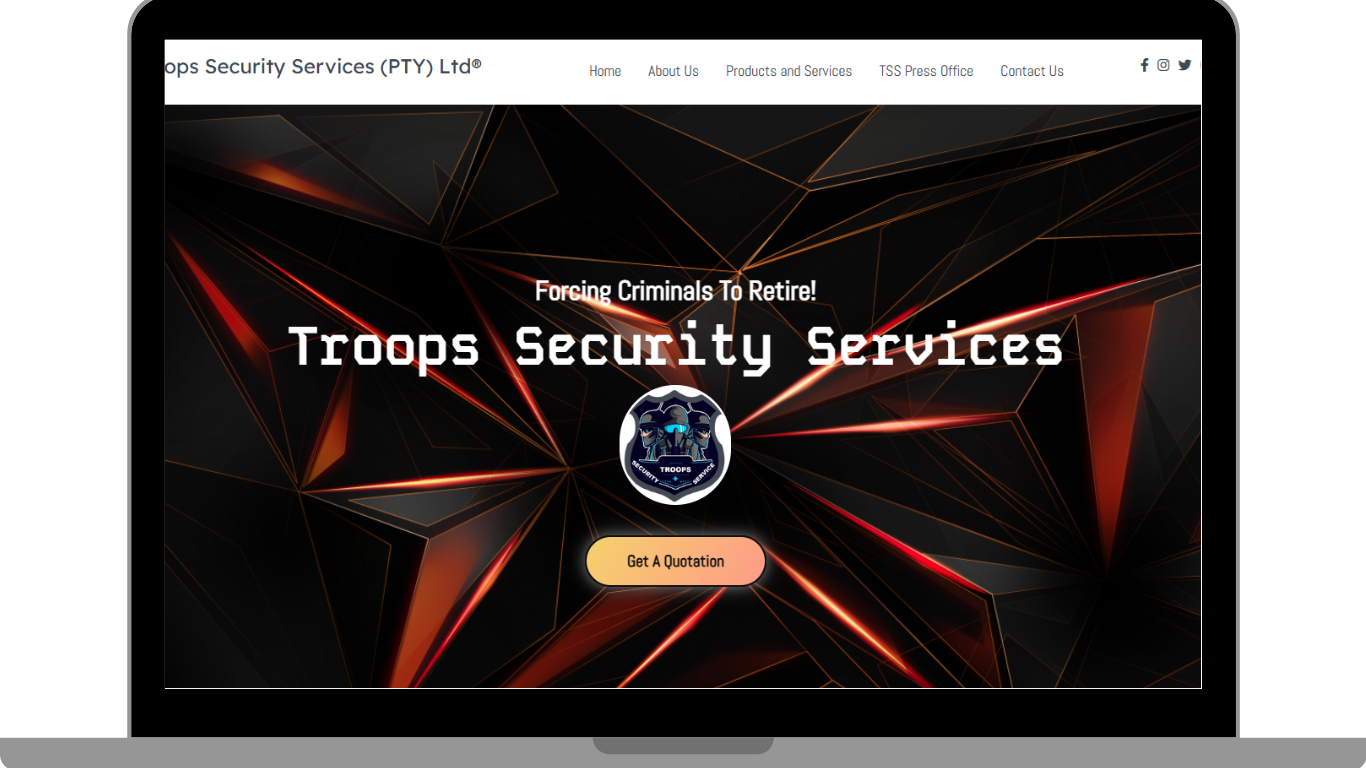 ops Security Services (PTY) Ltd®
Home About Us Products and Services TSS Press Office Contact Us
Forcing Criminals To Retire!
Troops Security Services
TROOPS
SECURITY SERVICE
Get A Quotation